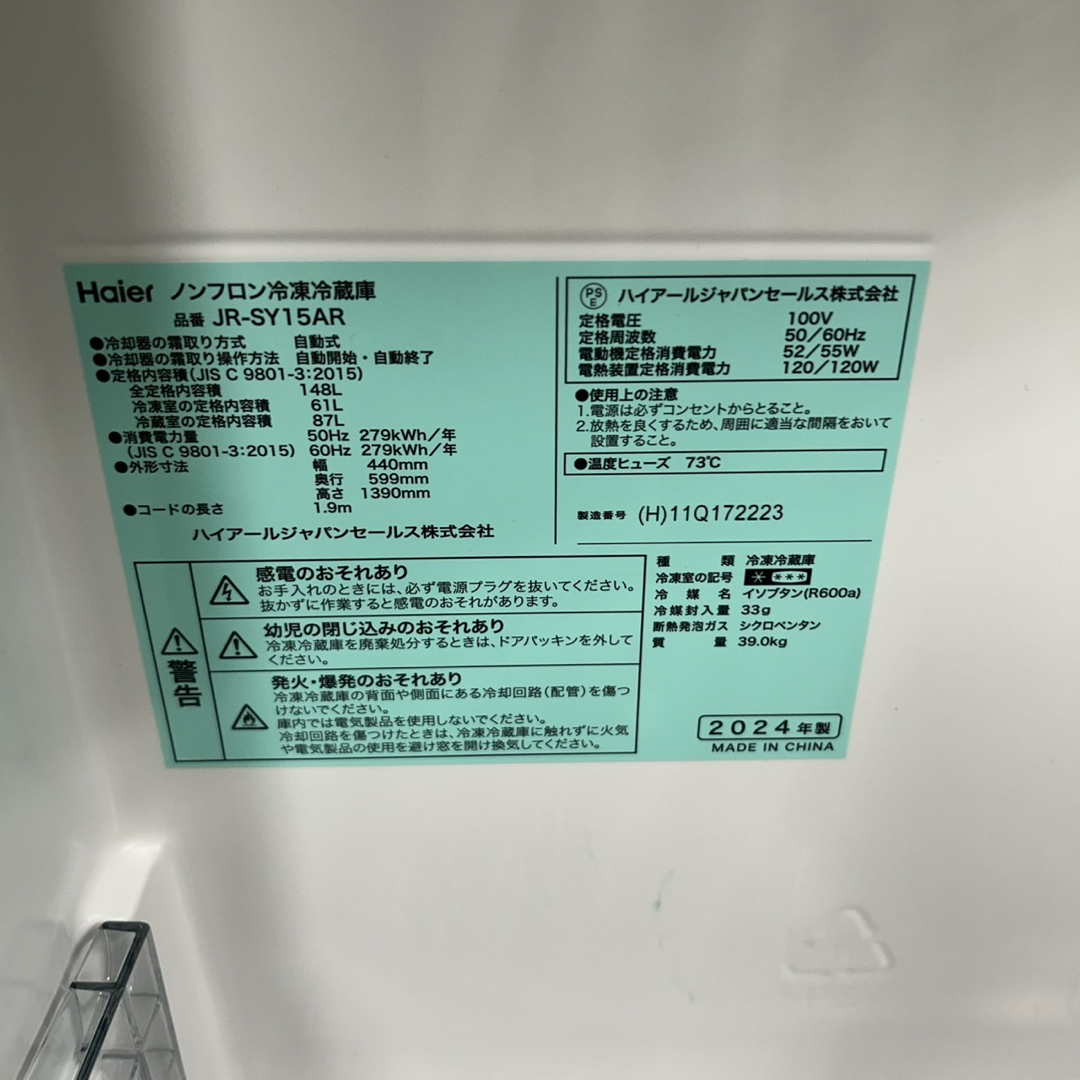 Haier ノンフロン冷凍冷蔵庫
品番 JR-SY15AR
●冷却器の霜取り方式 自動式
●冷却器の霜取り操作方法 自動開始・自動終了
●定格内容積(JIS C 9801-3:2015)
全定格内容積 148L
冷凍室の定格内容積 61L
冷蔵室の定格内容積 87L
●消費電力量 50Hz 279kWh/年
(JIS C 9801-3:2015) 60Hz 279kWh/年
●外形寸法 幅 440mm
奥行 599mm
高さ 1390mm
●コードの長さ 1.9m
ハイアールジャパンセールス株式会社
PS
E
ハイアールジャパンセールス株式会社
定格電圧 100V
定格周波数 50/60Hz
電動機定格消費電力 52/55W
電熱装置定格消費電力 120/120W
●使用上の注意
1.電源は必ずコンセントからとること。
2.放熱を良くするため、周囲に適当な間隔をおいて
設置すること。
●温度ヒューズ 73℃
製造番号 (H)11Q172223
警告
感電のおそれあり
お手入れのときには、必ず電源プラグを抜いてください。
抜かずに作業すると感電のおそれがあります。
幼児の閉じ込みのおそれあり
冷凍冷蔵庫を廃棄処分するときは、ドアパッキンを外して
ください。
発火・爆発のおそれあり
冷凍冷蔵庫の背面や側面にある冷却回路(配管)を傷つ
けないでください。
庫内では電気製品を使用しないでください。
冷却回路を傷つけたときは、冷凍冷蔵庫に触れずに火気
や電気製品の使用を避け窓を開け換気してください。
種類 冷凍冷蔵庫
冷凍室の記号 * ***
冷媒名 イソブタン(R600a)
冷媒封入量 33g
断熱発泡ガス シクロペンタン
質量 39.0kg
2024年製
MADE IN CHINA